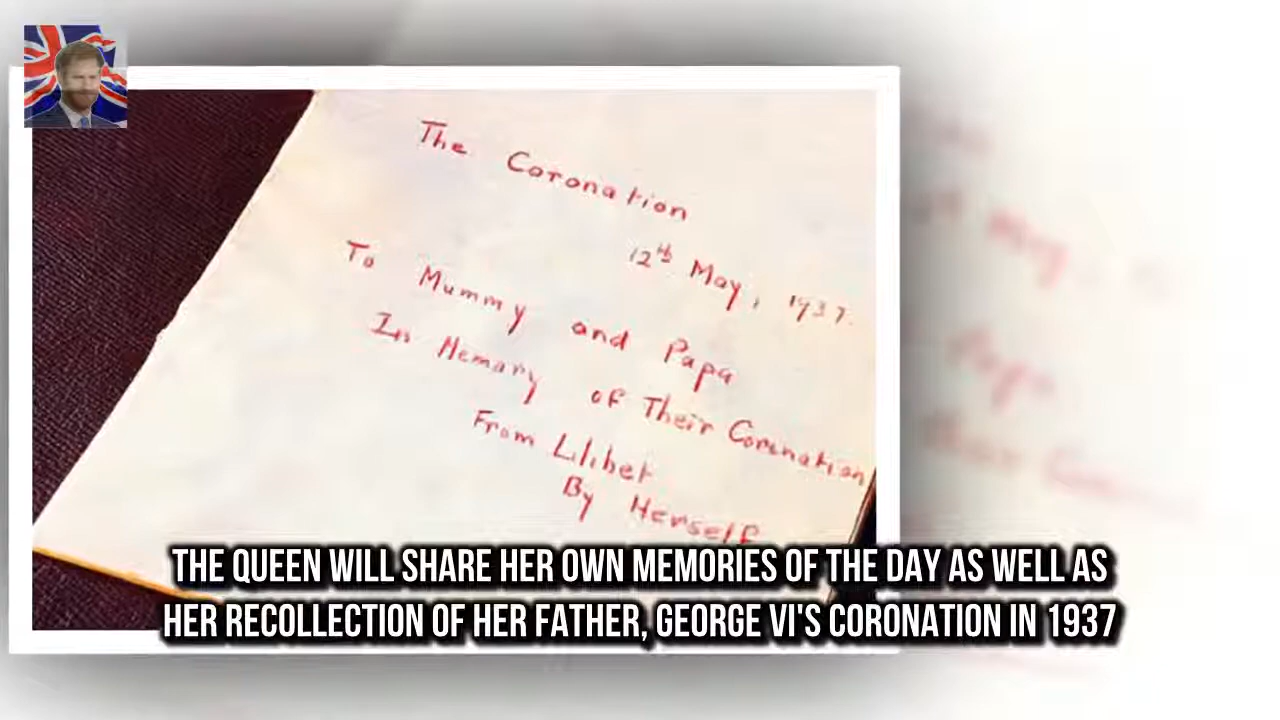 The Coronation
12th May, 1937.
To Mummy and Papa
In Memory of Their Coronation
From Lilibet
By Herself
THE QUEEN WILL SHARE HER OWN MEMORIES OF THE DAY AS WELL AS
HER RECOLLECTION OF HER FATHER, GEORGE VI'S CORONATION IN 1937